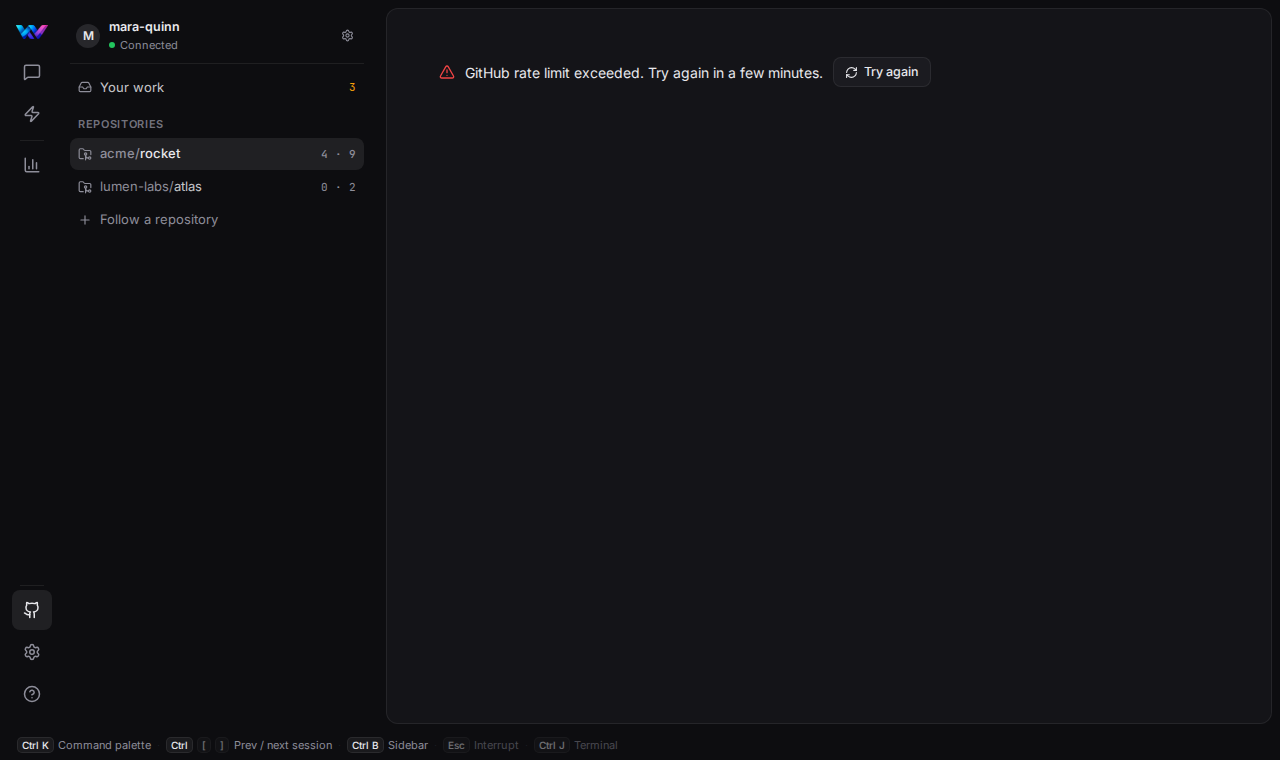 M
mara-quinn
Connected
Your work 3
REPOSITORIES
acme/rocket 4 · 9
lumen-labs/atlas 0 · 2
Follow a repository
GitHub rate limit exceeded. Try again in a few minutes. Try again
Ctrl K Command palette Ctrl [ ] Prev / next session Ctrl B Sidebar Esc Interrupt Ctrl J Terminal